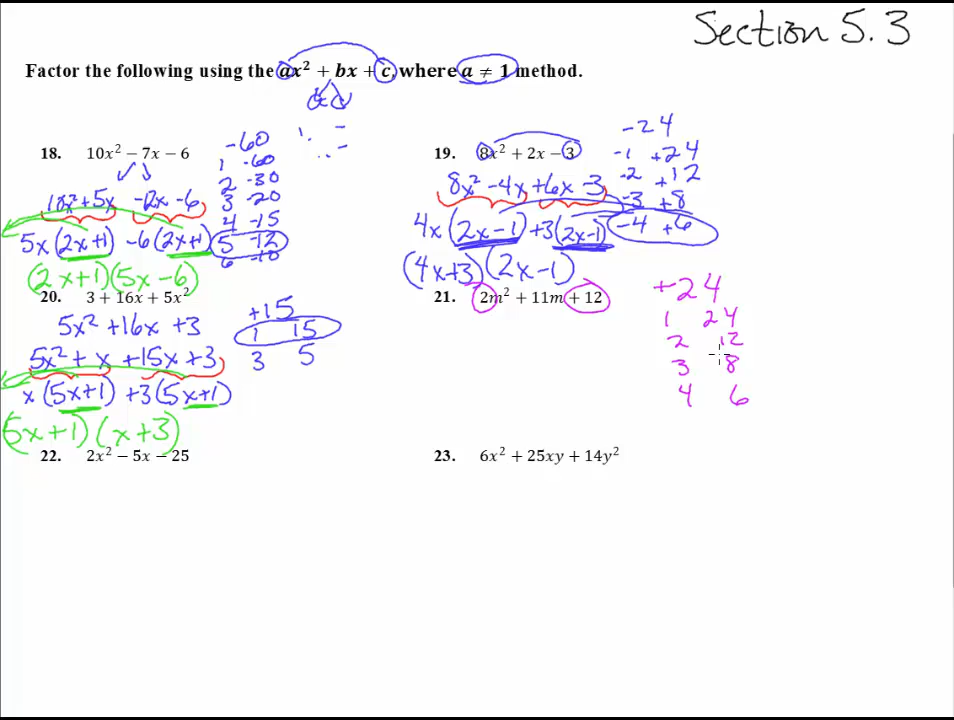 Section 5.3
Factor the following using the ax² + bx + c, where a ≠ 1 method.
18. 10x² − 7x − 6
-60
1 -60
2 -30
3 -20
4 -15
5 -12
6 -10
10x² + 5x -12x - 6
5x(2x+1) -6(2x+1)
(2x+1)(5x-6)
19. 8x² + 2x − 3
-24
-1 +24
-2 +12
-3 +8
-4 +6
8x² - 4x + 6x - 3
4x(2x-1) + 3(2x-1)
(4x+3)(2x-1)
20. 3 + 16x + 5x²
+15
1 15
3 5
5x² + 16x + 3
5x² + x + 15x + 3
x(5x+1) + 3(5x+1)
(5x+1)(x+3)
21. 2m² + 11m + 12
+24
1 24
2 12
3 8
4 6
22. 2x² − 5x − 25
23. 6x² + 25xy + 14y²